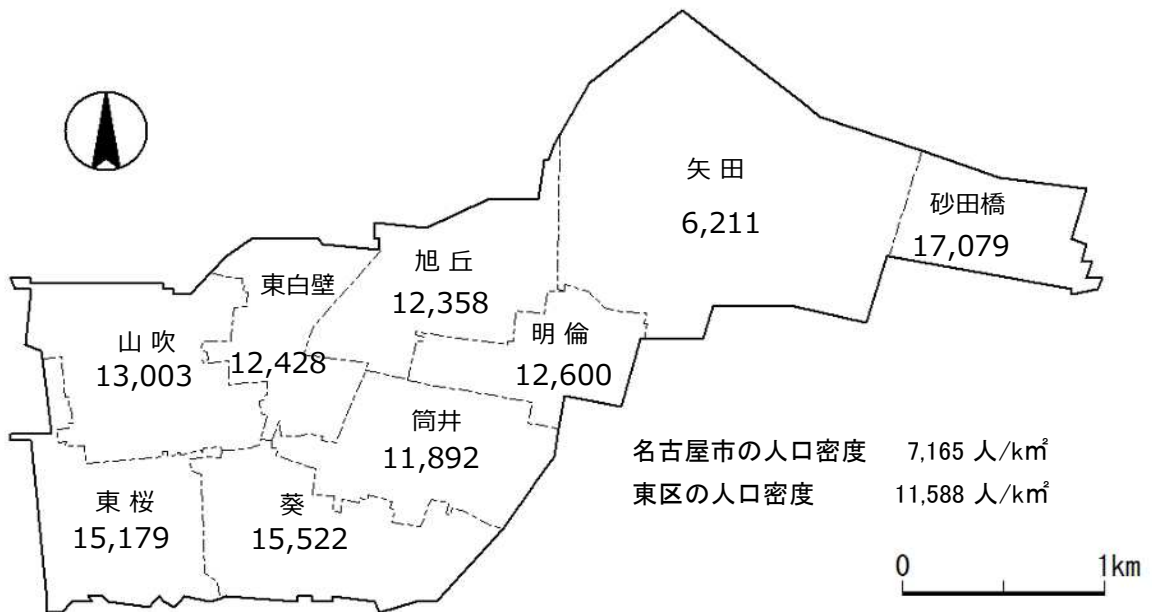 矢田
6,211
砂田橋
17,079
旭丘
12,358
東白壁
12,428
明倫
12,600
山吹
13,003
筒井
11,892
東桜
15,179
葵
15,522
名古屋市の人口密度 7,165 人/k㎡
東区の人口密度 11,588 人/k㎡
0 1km